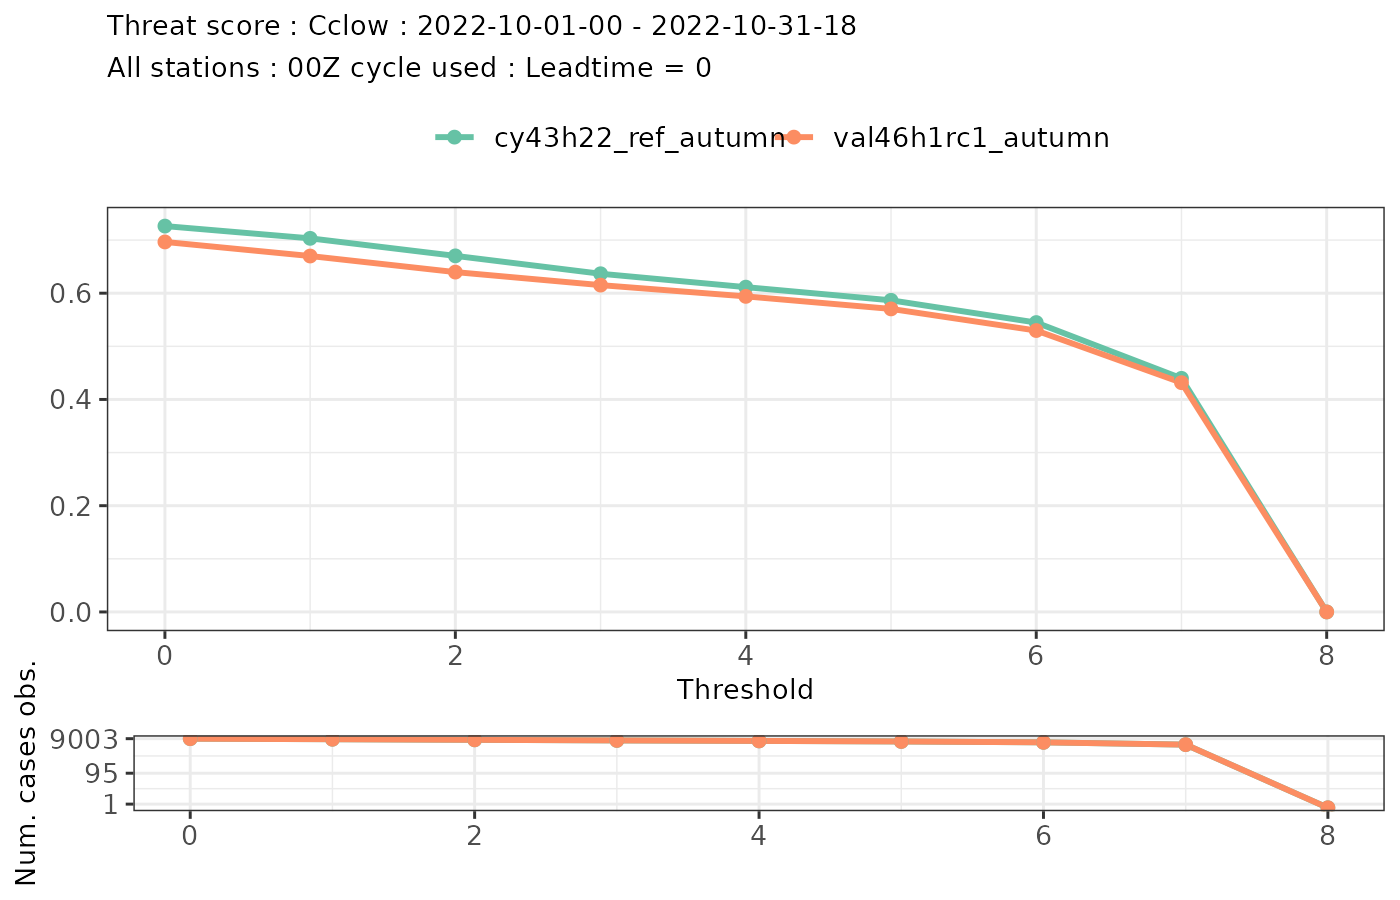 Threat score : Cclow : 2022-10-01-00 - 2022-10-31-18
All stations : 00Z cycle used : Leadtime = 0
cy43h22_ref_autumn val46h1rc1_autumn
0.6
0.4
0.2
0.0
0 2 4 6 8
Threshold
Num. cases obs.
9003
95
1
0 2 4 6 8